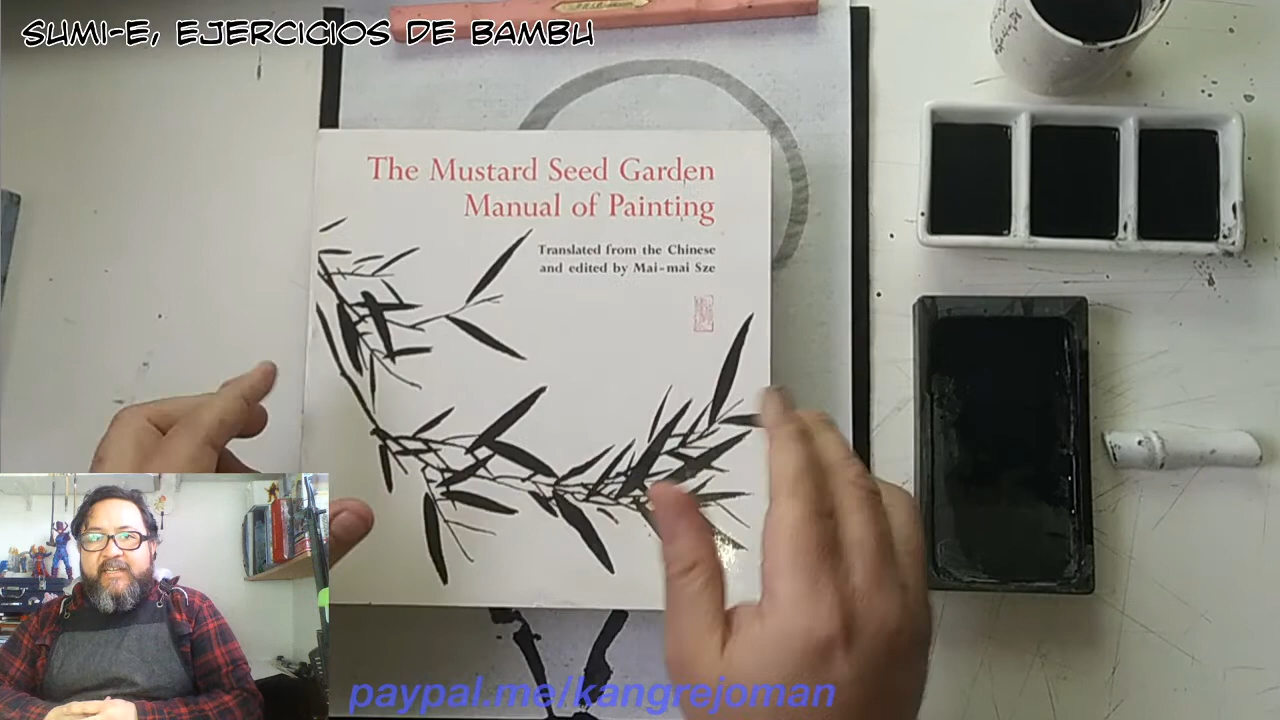 SUMI-E, EJERCICIOS DE BAMBU
The Mustard Seed Garden
Manual of Painting
Translated from the Chinese
and edited by Mai-mai Sze
paypal.me/kangrejoman